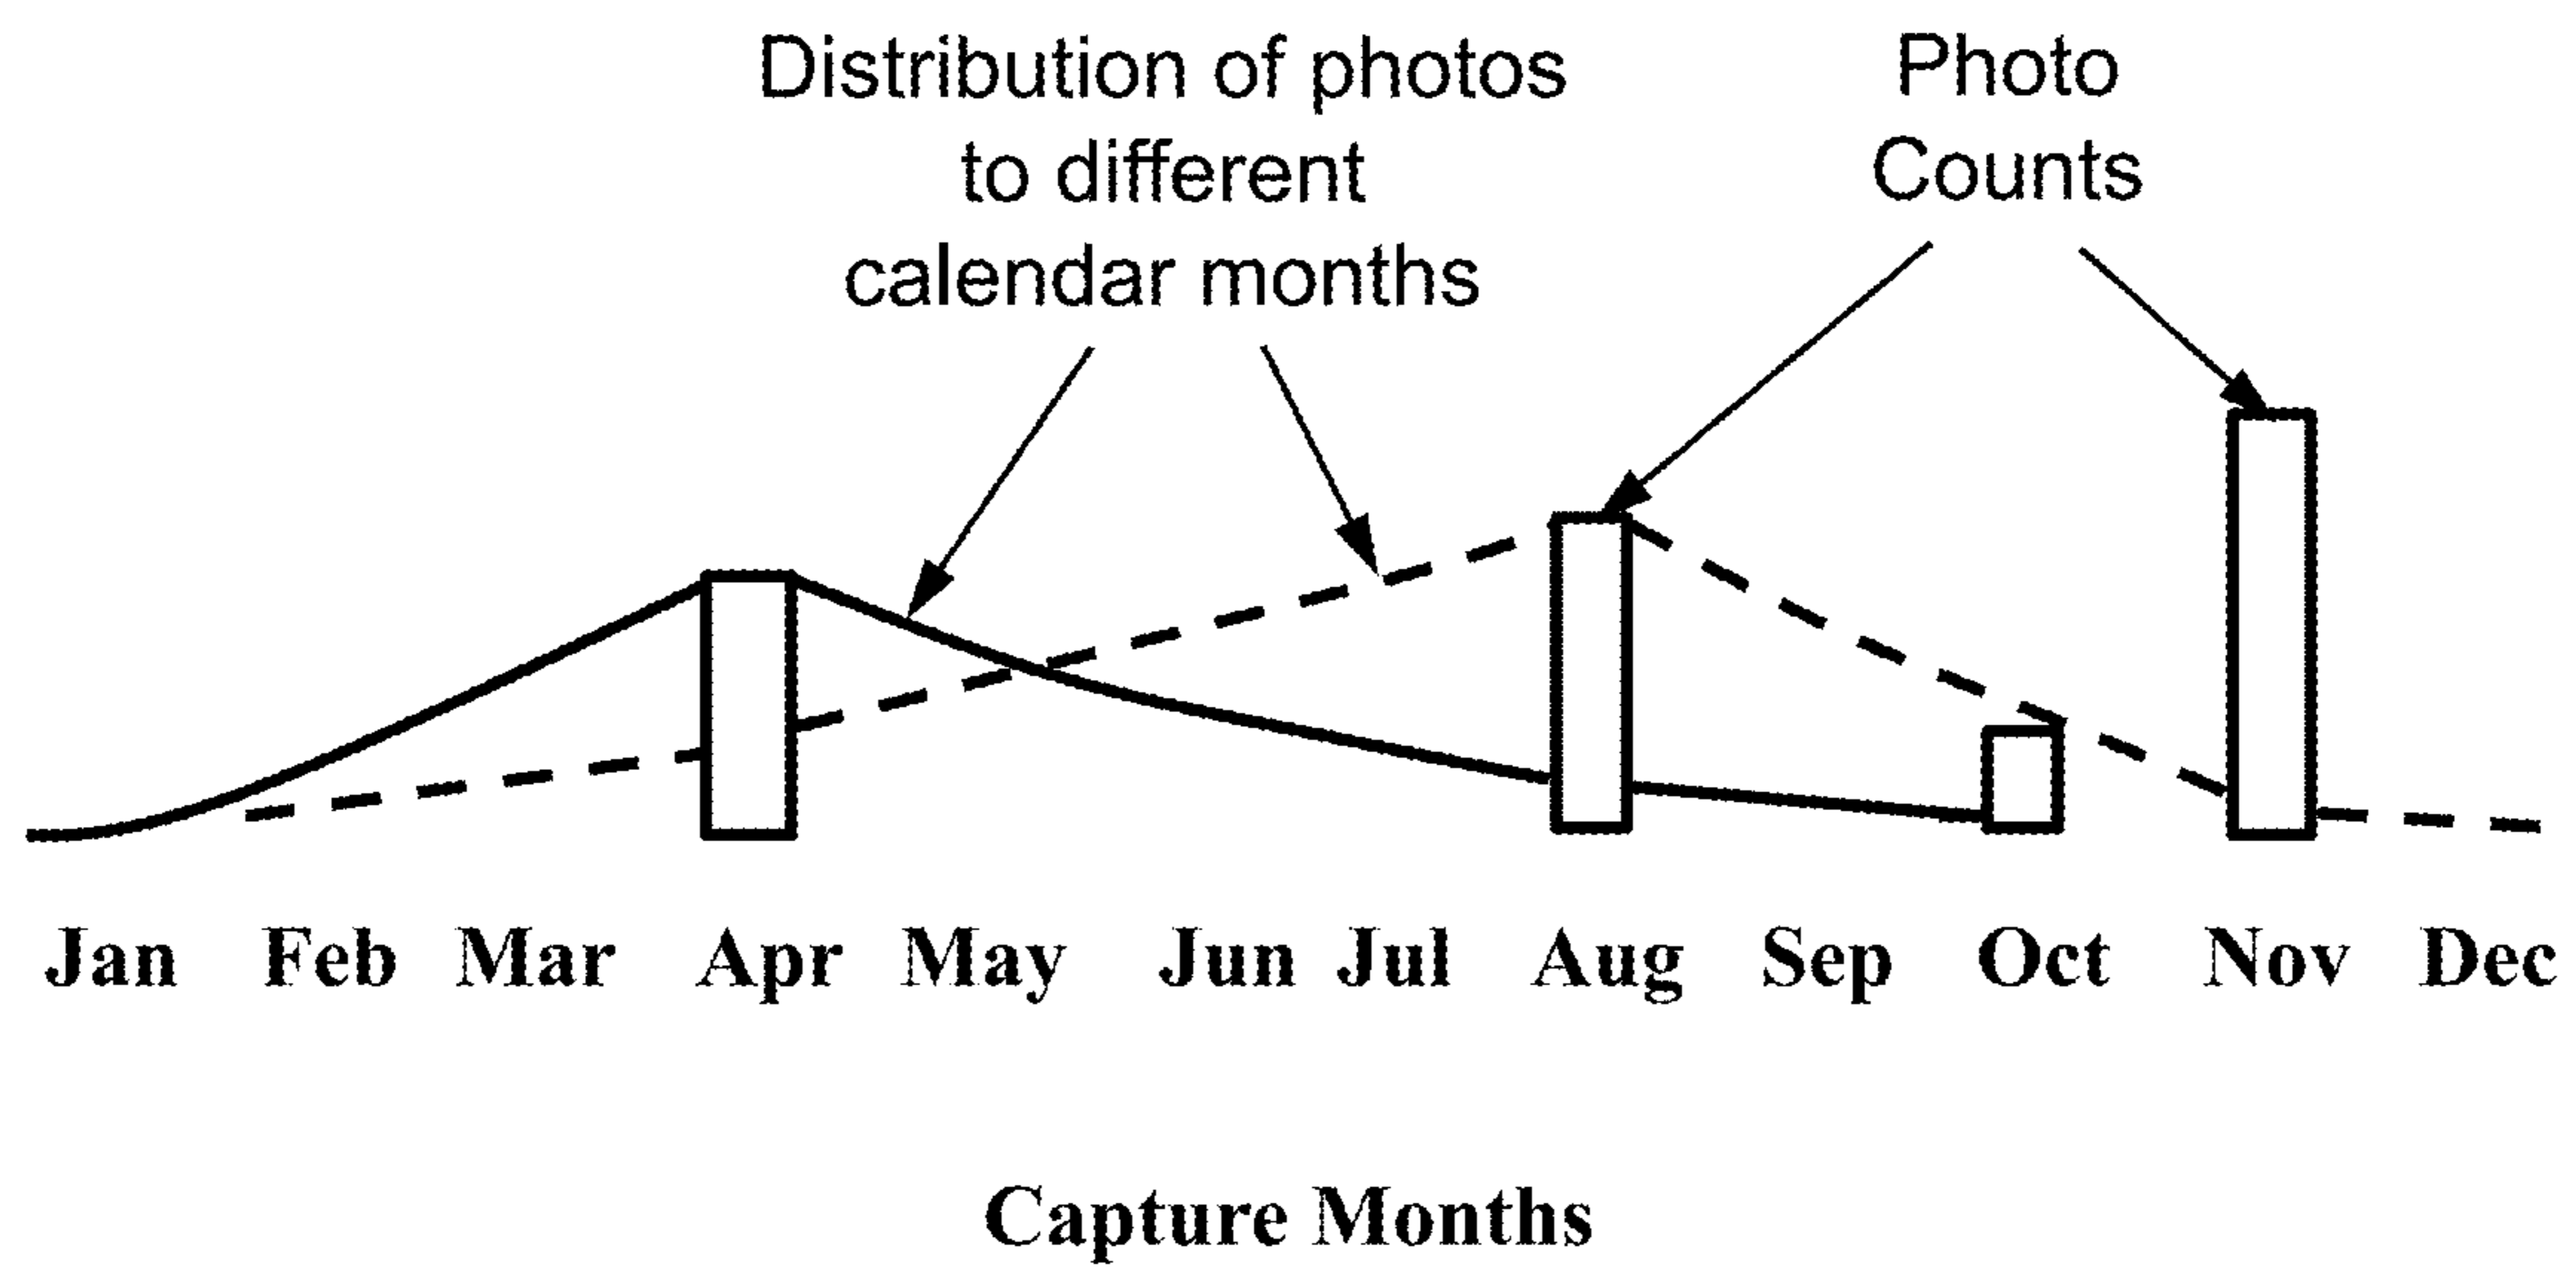 Distribution of photos
to different
calendar months
Photo
Counts
Jan Feb Mar Apr May Jun Jul Aug Sep Oct Nov Dec
Capture Months